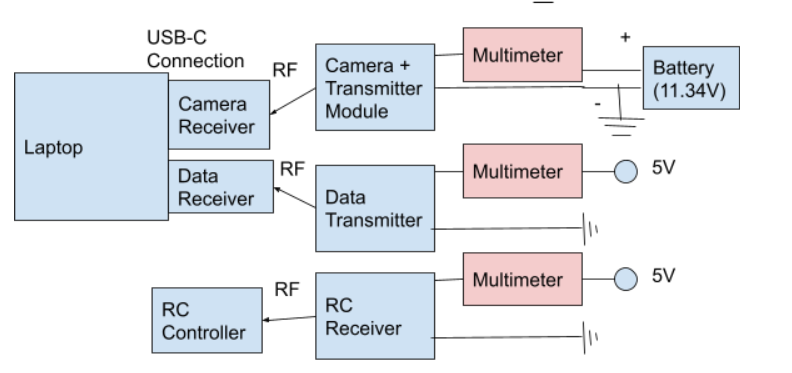 USB-C
Connection
RF
Camera +
Transmitter
Module
Multimeter
+
-
Battery
(11.34V)
Laptop
Camera
Receiver
Data
Receiver
RF
Data
Transmitter
Multimeter
5V
RC
Controller
RF
RC
Receiver
Multimeter
5V